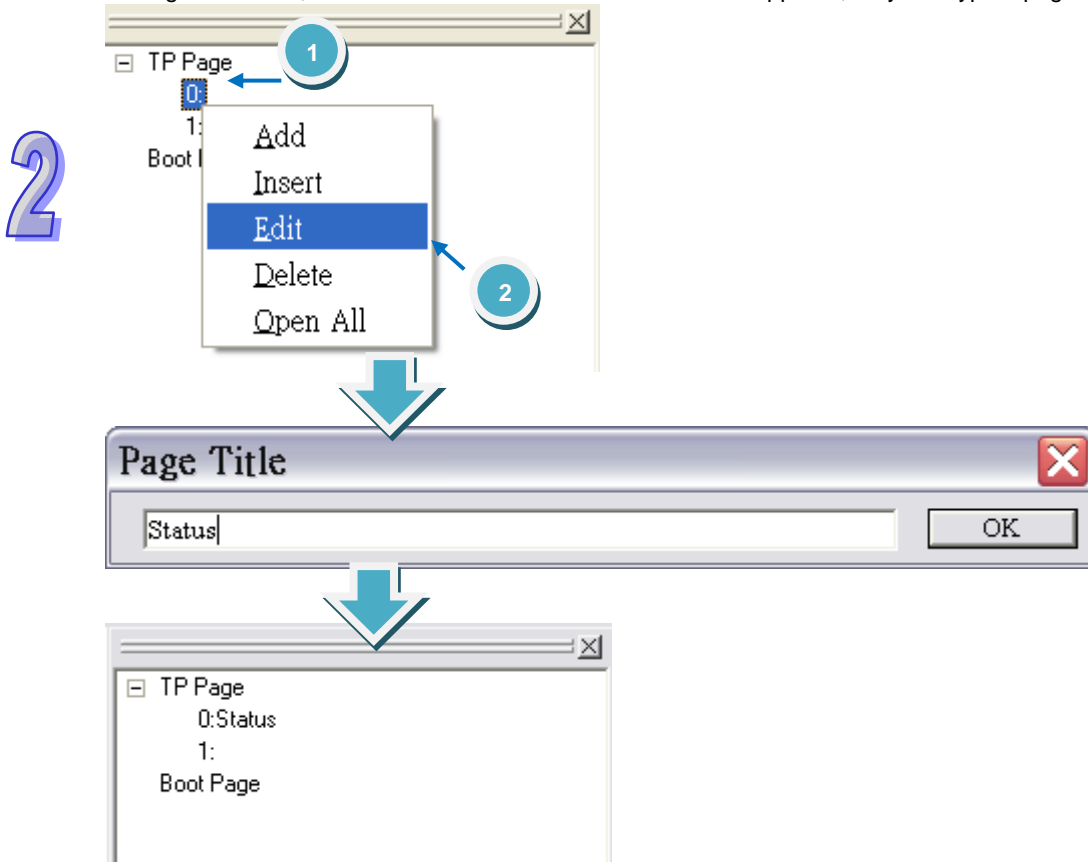 1
TP Page
0:
1:
Add
Boot
Insert
2
Edit
Delete
2
Open All
Page Title
Status
OK
TP Page
0:Status
1:
Boot Page